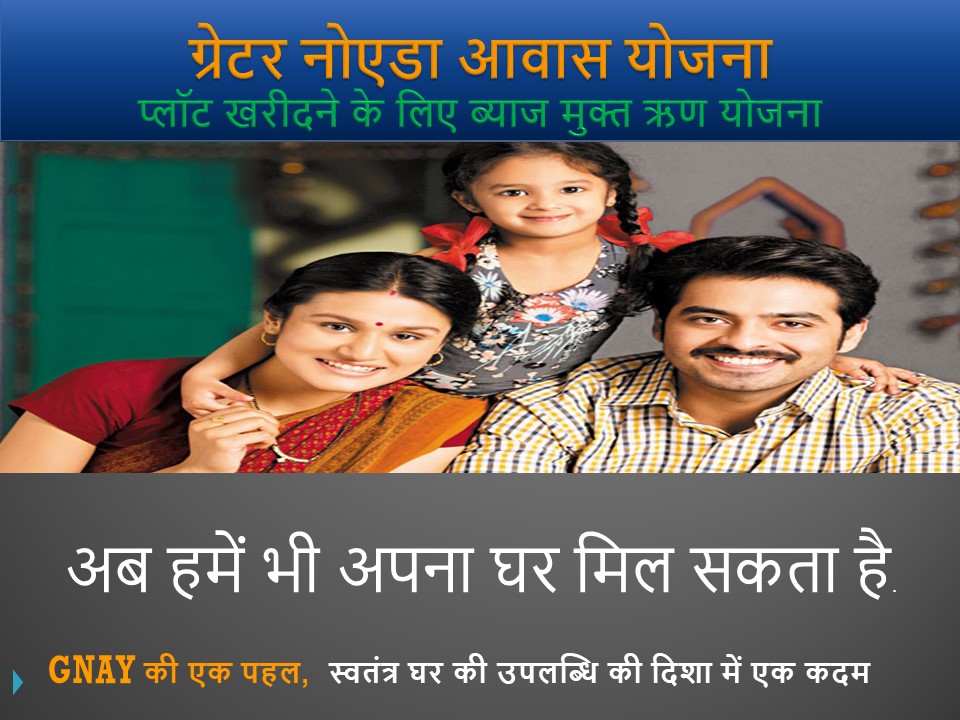 ग्रेटर नोएडा आवास योजना
प्लॉट खरीदने के लिए ब्याज मुक्त ऋण योजना
अब हमें भी अपना घर मिल सकता है.
GNAY की एक पहल, स्वतंत्र घर की उपलब्धि की दिशा में एक कदम